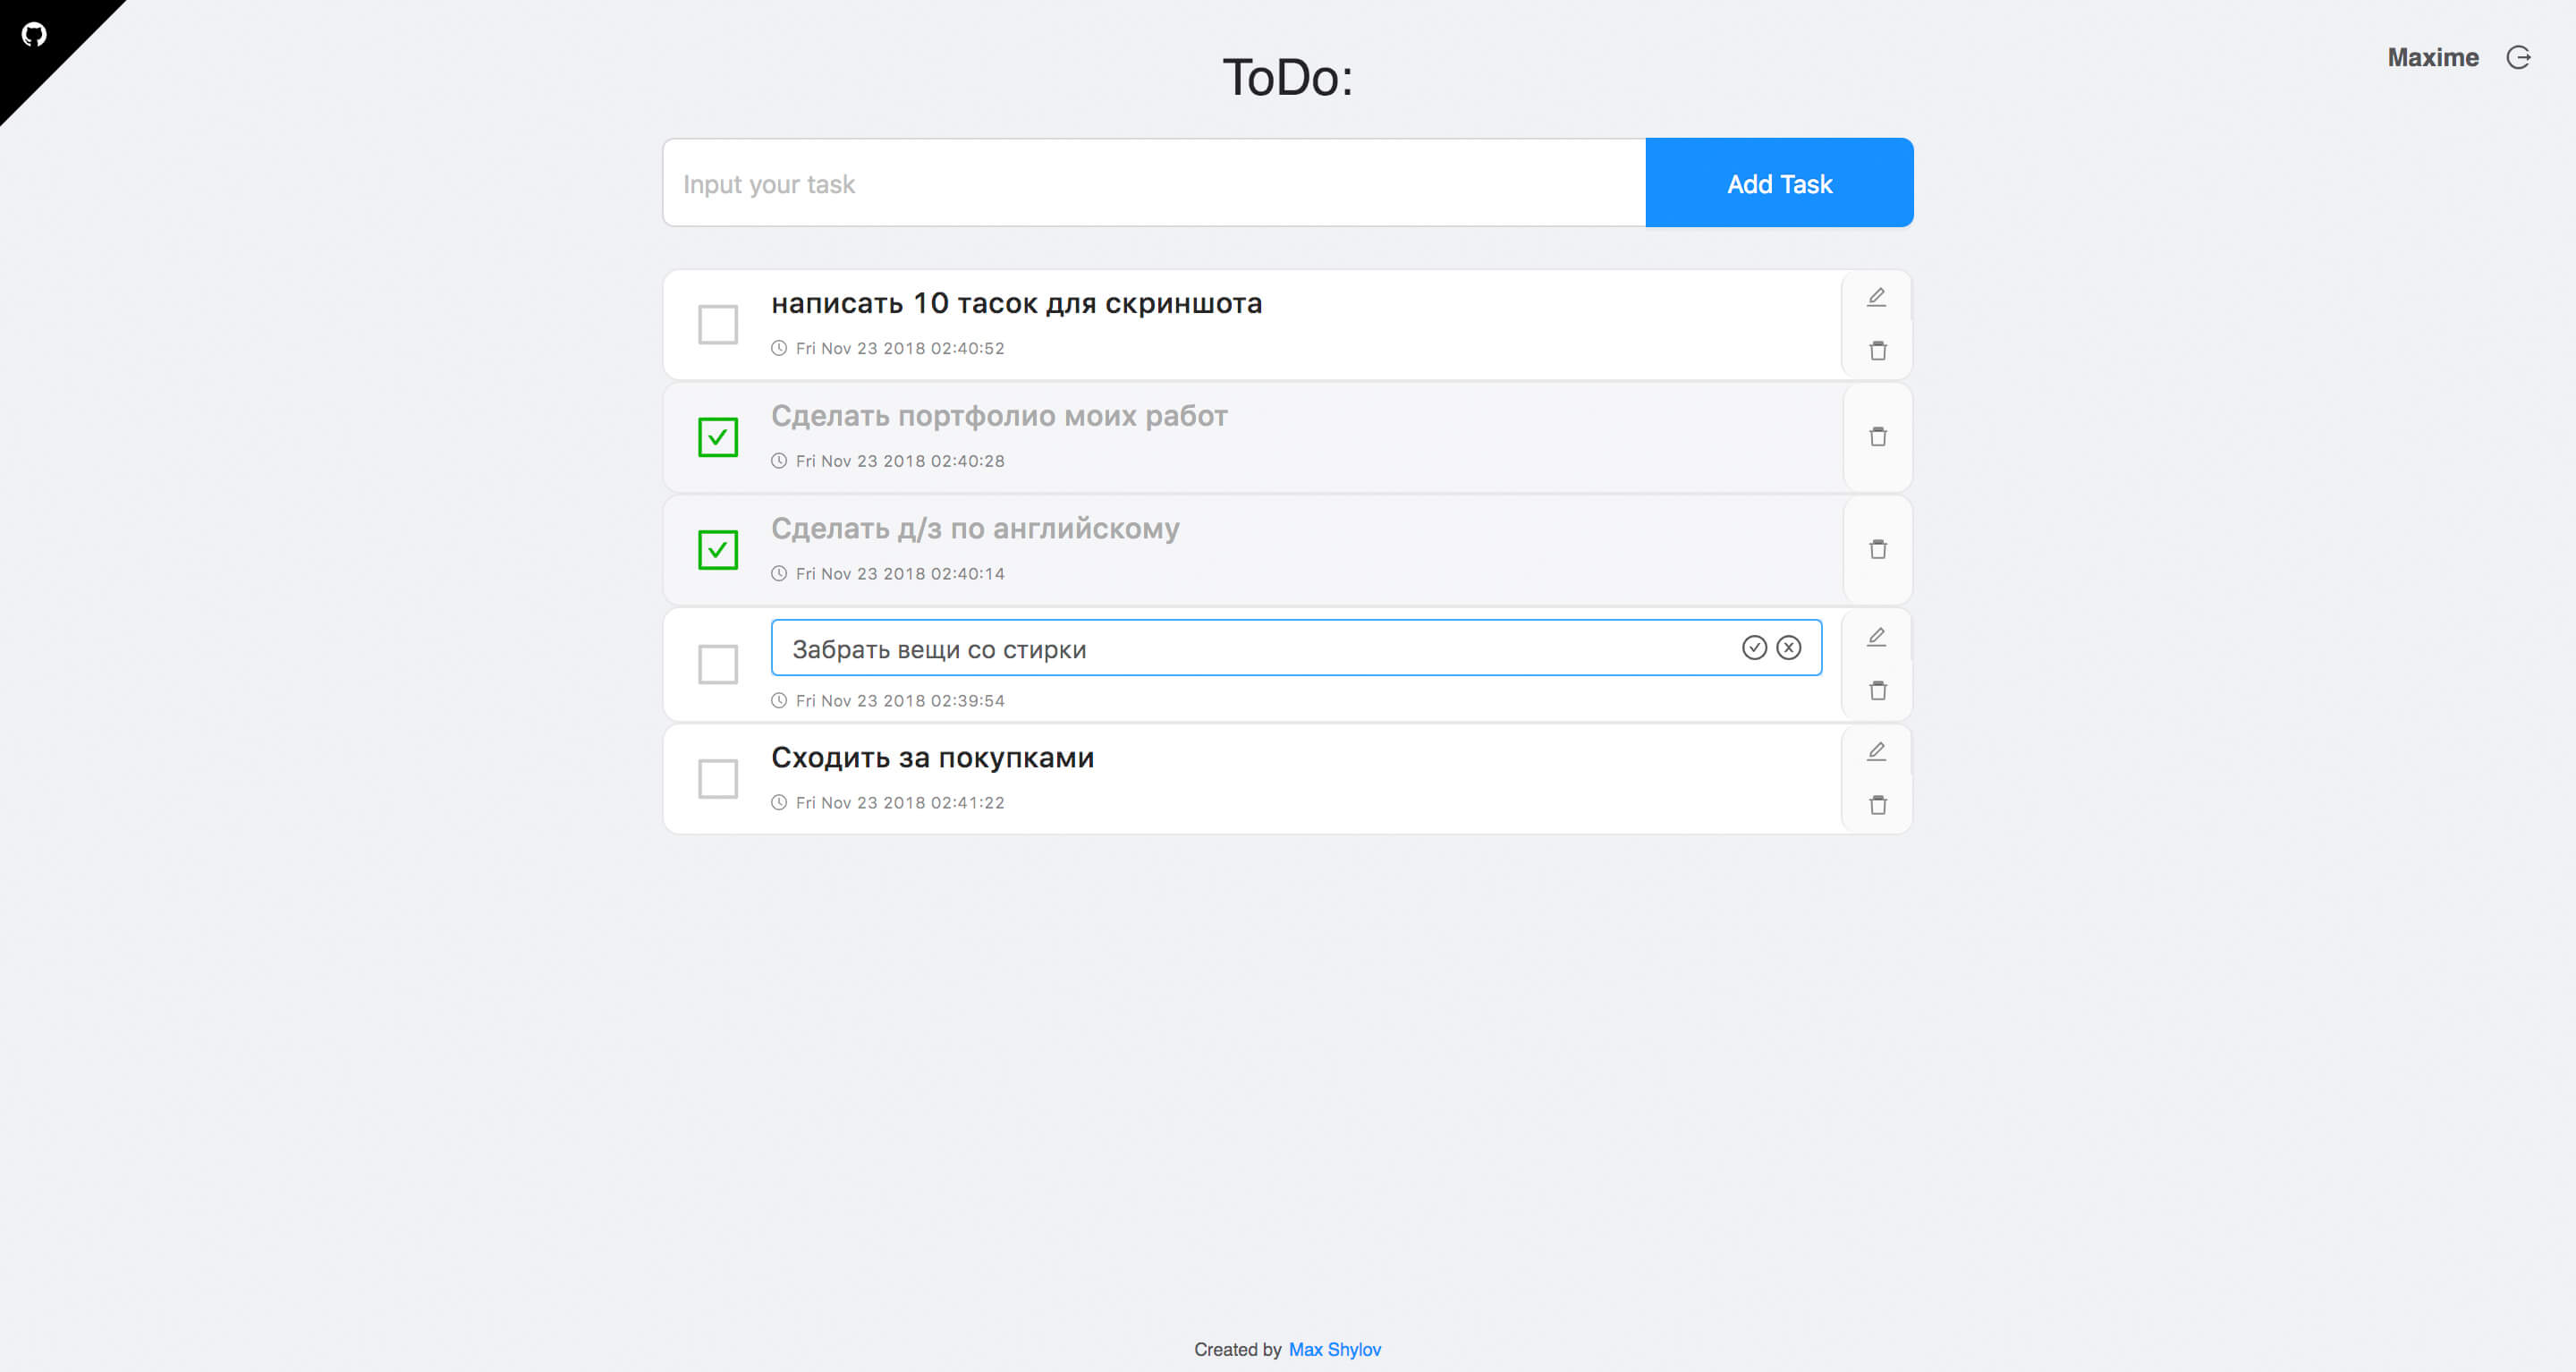 Maxime
ToDo:
Input your task
Add Task
написать 10 тасок для скриншота
Fri Nov 23 2018 02:40:52
Сделать портфолио моих работ
Fri Nov 23 2018 02:40:28
Сделать д/з по английскому
Fri Nov 23 2018 02:40:14
Забрать вещи со стирки
Fri Nov 23 2018 02:39:54
Сходить за покупками
Fri Nov 23 2018 02:41:22
Created by Max Shylov